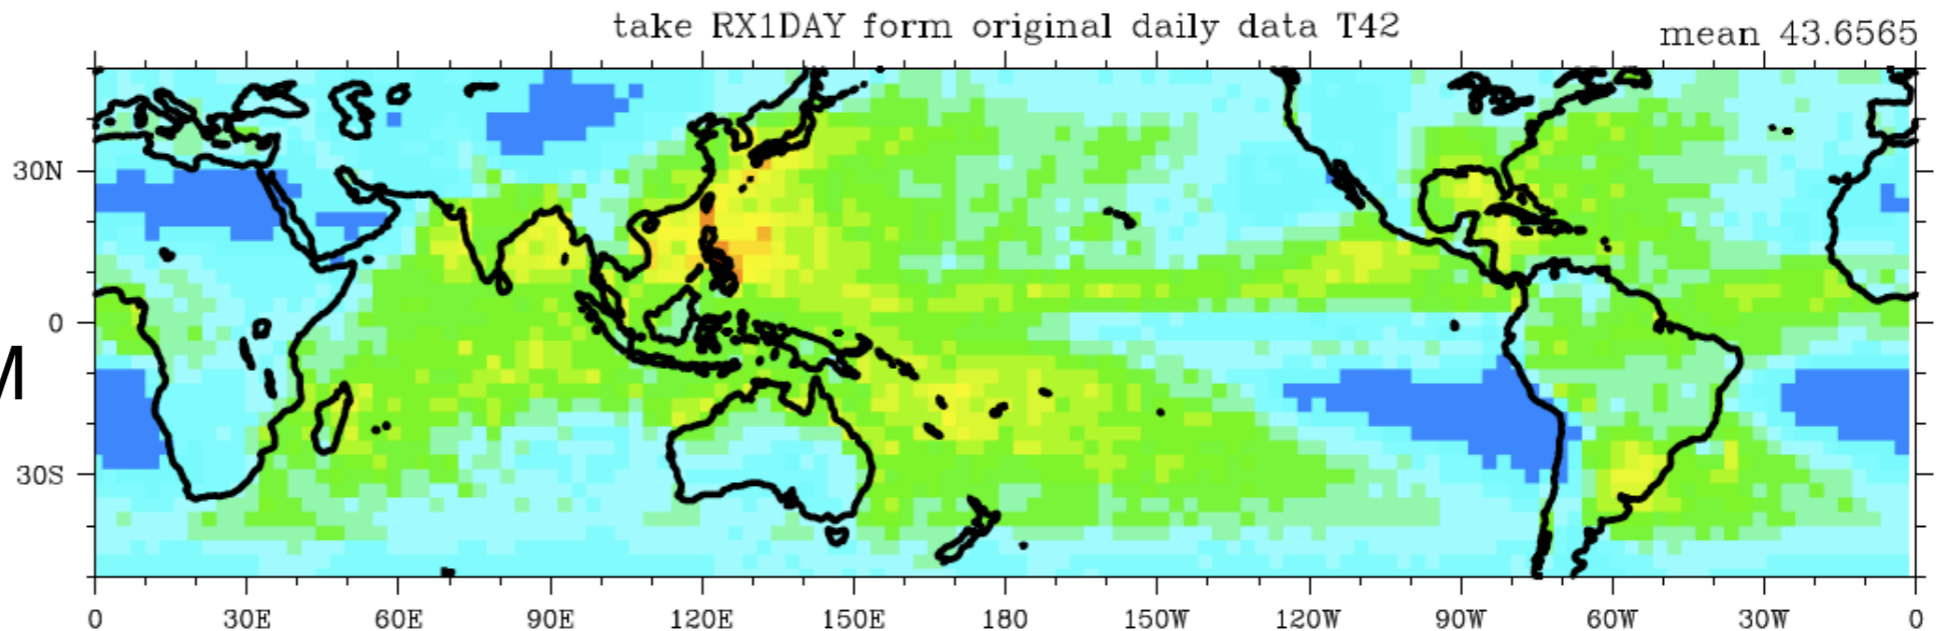 take RX1DAY form original daily data T42
mean 43.6565
30N
0
M
30S
0 30E 60E 90E 120E 150E 180 150W 120W 90W 60W 30W 0